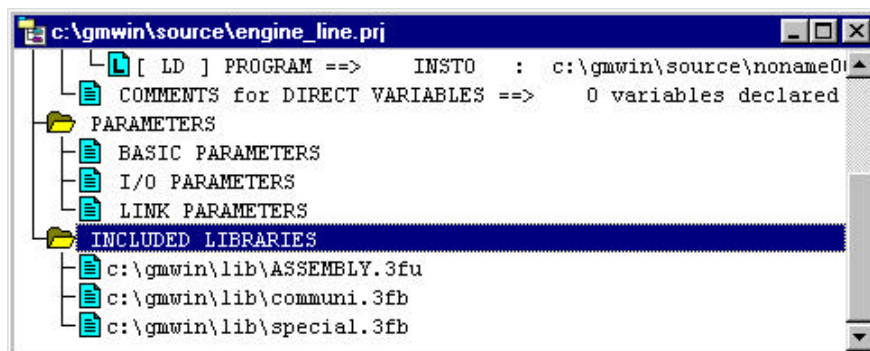 c:\gmwin\source\engine_line.prj
L [ LD ] PROGRAM ==> INST0 : c:\gmwin\source\noname0
COMMENTS for DIRECT VARIABLES ==> 0 variables declared
PARAMETERS
BASIC PARAMETERS
I/O PARAMETERS
LINK PARAMETERS
INCLUDED LIBRARIES
c:\gmwin\lib\ASSEMBLY.3fu
c:\gmwin\lib\communi.3fb
c:\gmwin\lib\special.3fb